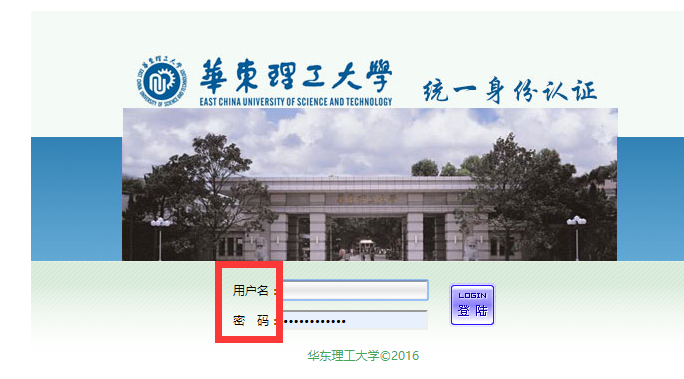 華東理工大學
EAST CHINA UNIVERSITY OF SCIENCE AND TECHNOLOGY
统一身份认证
用户名：
密 码：
LOGIN
登 陆
华东理工大学©2016